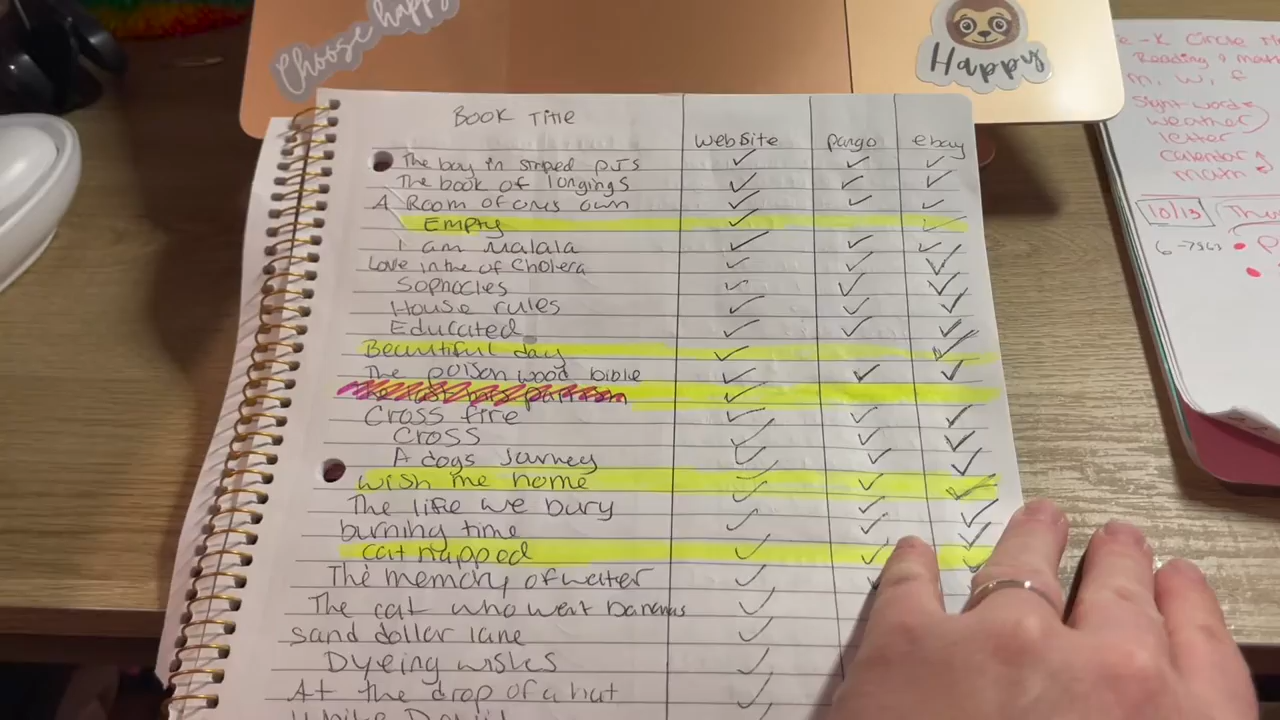 Choose happy
Happy
Book Title
website
pango
ebay
The boy in striped PJS
The book of longings
A Room of ones own
Empty
I am Malala
Love in the of Cholera
Sophocles
House rules
Educated
Beautiful day
The poison wood bible
Cross fire
Cross
A dogs Jurney
wish me home
The life we bury
burning time
cat napped
The memory of water
The cat who went bananas
sand doller lane
Dyeing wishes
At the drop of a hat
e-K Circle
Reading & math
M, W, F
Sight words
weather
letter
calendar
math
10/13